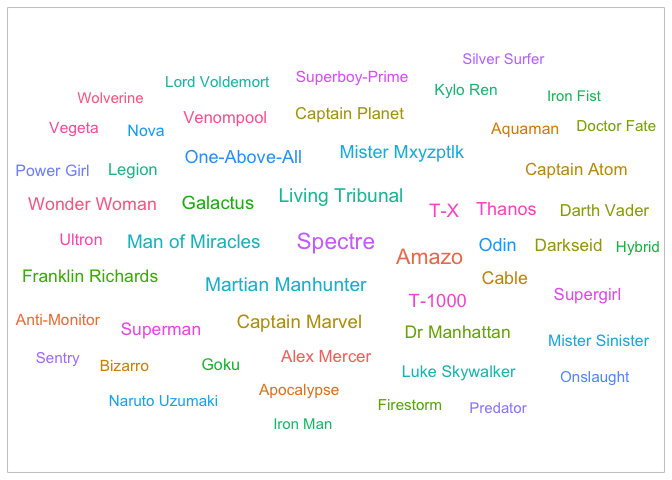 Silver Surfer
Superboy-Prime
Lord Voldemort
Kylo Ren
Iron Fist
Wolverine
Captain Planet
Venompool
Vegeta
Nova
Aquaman
Doctor Fate
Mister Mxyzptlk
One-Above-All
Power Girl
Legion
Captain Atom
Living Tribunal
Wonder Woman
Galactus
T-X
Thanos
Darth Vader
Ultron
Man of Miracles
Spectre
Odin
Darkseid
Hybrid
Amazo
Franklin Richards
Martian Manhunter
Cable
T-1000
Supergirl
Anti-Monitor
Superman
Captain Marvel
Dr Manhattan
Mister Sinister
Sentry
Bizarro
Goku
Alex Mercer
Luke Skywalker
Onslaught
Naruto Uzumaki
Apocalypse
Firestorm
Predator
Iron Man